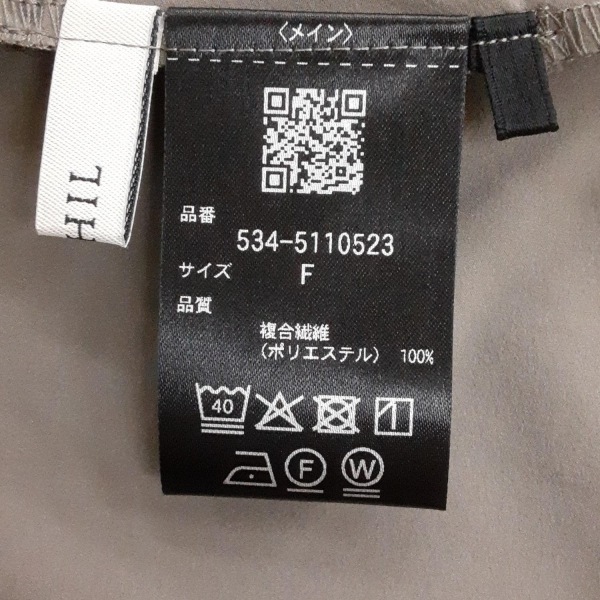 〈メイン〉
HIL
品番
534-5110523
サイズ F
品質
複合繊維
(ポリエステル) 100%
40
F W